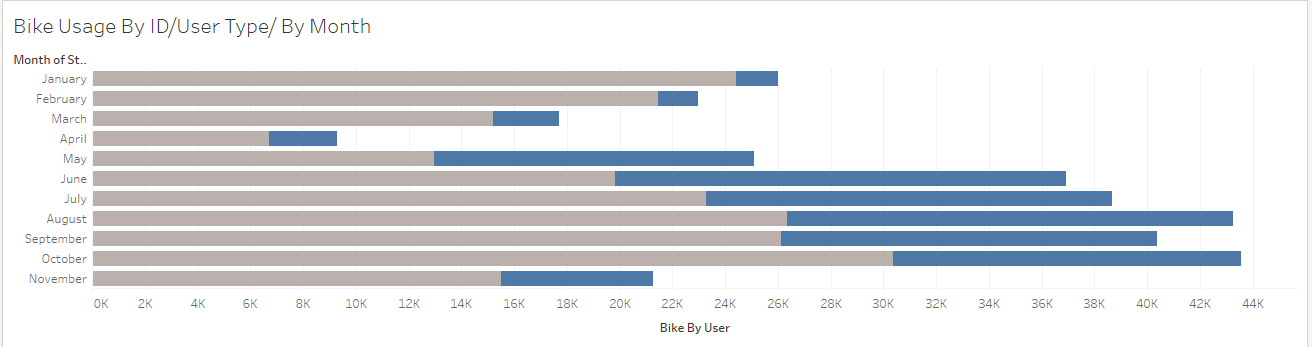 Bike Usage By ID/User Type/ By Month
Month of St..
January
February
March
April
May
June
July
August
September
October
November
0K 2K 4K 6K 8K 10K 12K 14K 16K 18K 20K 22K 24K 26K 28K 30K 32K 34K 36K 38K 40K 42K 44K
Bike By User